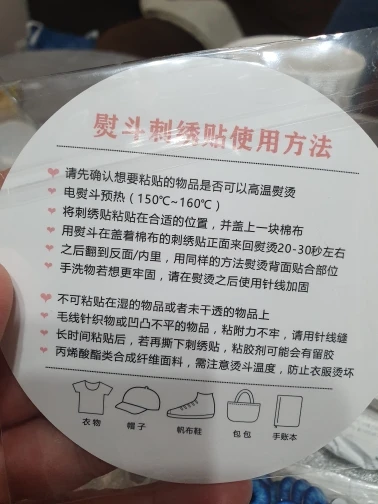 熨斗刺绣贴使用方法
请先确认想要粘贴的物品是否可以高温熨烫
电熨斗预热（150℃~160℃）
将刺绣贴粘贴在合适的位置，并盖上一块棉布
用熨斗在盖着棉布的刺绣贴正面来回熨烫20-30秒左右
之后翻到反面/内里，用同样的方法熨烫背面贴合部位
手洗物若想更牢固，请在熨烫之后使用针线加固
不可粘贴在湿的物品或者未干透的物品上
毛线针织物或凹凸不平的物品，粘附力不牢，请用针线缝
长时间粘贴后，若再撕下刺绣贴，粘胶剂可能会有留胶
丙烯酸酯类合成纤维面料，需注意熨斗温度，防止衣服烫坏
衣物 帽子 帆布鞋 包包 手账本